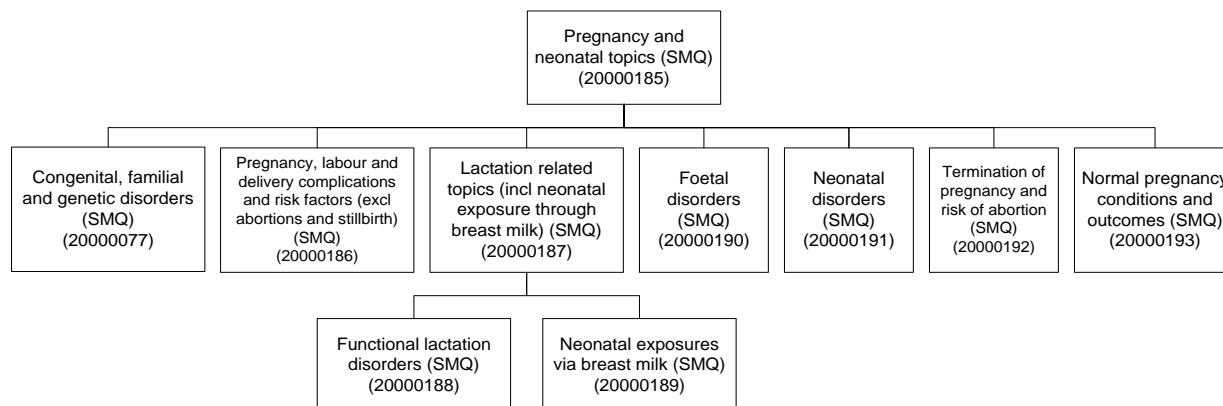 Pregnancy and
neonatal topics (SMQ)
(20000185)
Congenital, familial
and genetic disorders
(SMQ)
(20000077)
Pregnancy, labour and
delivery complications
and risk factors (excl
abortions and stillbirth)
(SMQ)
(20000186)
Lactation related
topics (incl neonatal
exposure through
breast milk) (SMQ)
(20000187)
Foetal
disorders
(SMQ)
(20000190)
Neonatal
disorders
(SMQ)
(20000191)
Termination of
pregnancy and
risk of abortion
(SMQ)
(20000192)
Normal pregnancy
conditions and
outcomes (SMQ)
(20000193)
Functional lactation
disorders (SMQ)
(20000188)
Neonatal exposures
via breast milk (SMQ)
(20000189)